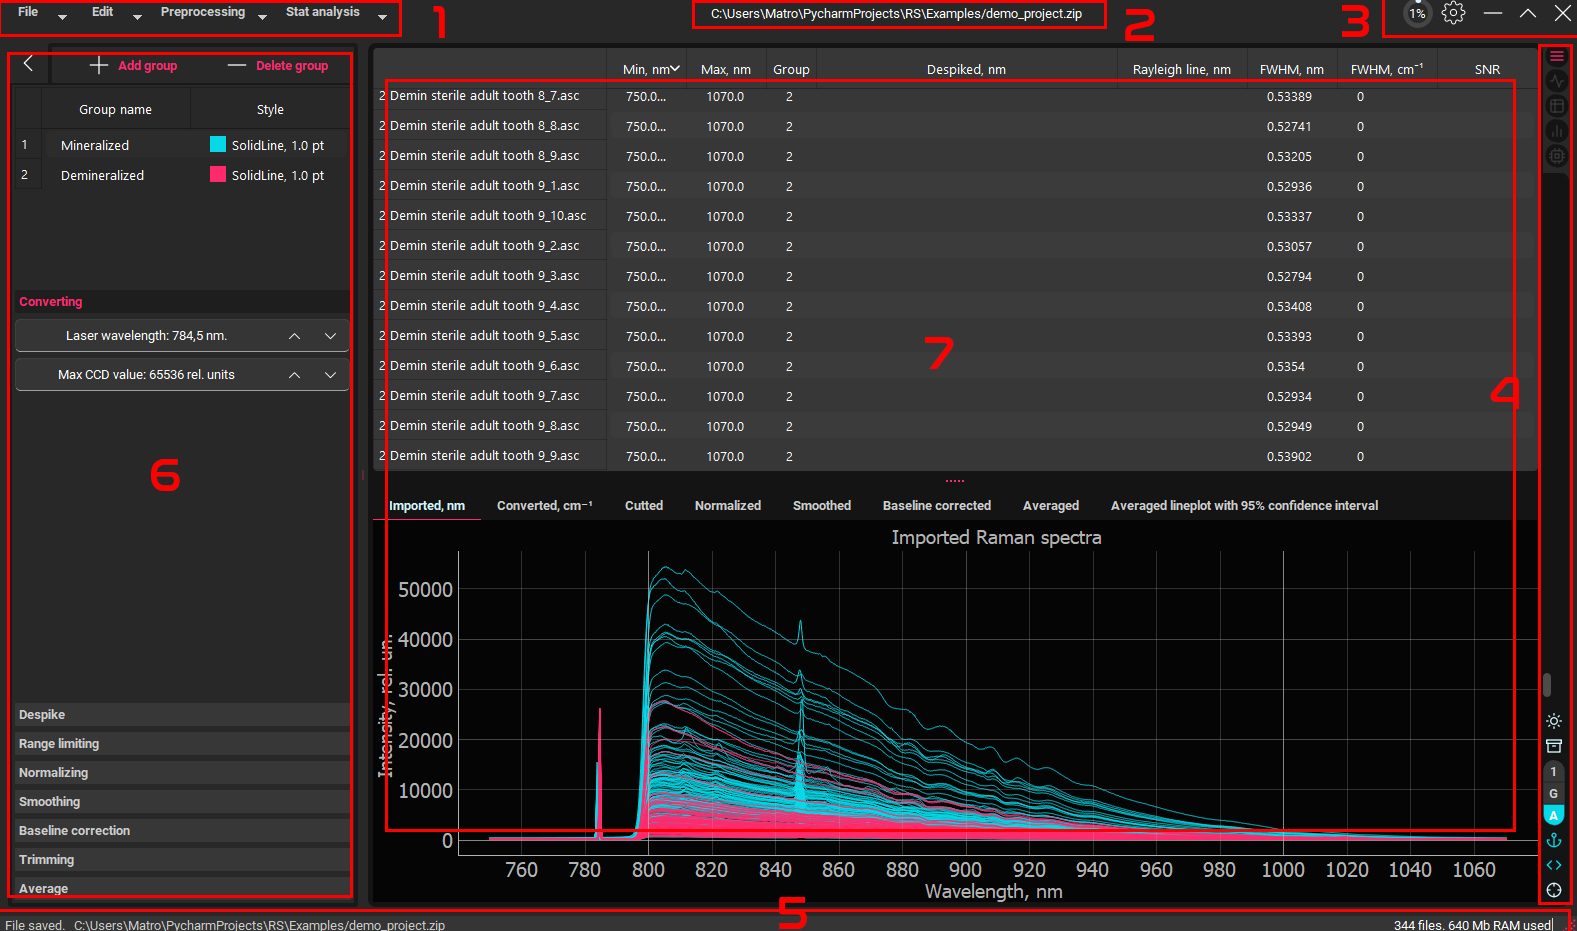 File Edit Preprocessing Stat analysis 1 C:\Users\Matro\PycharmProjects\RS\Examples/demo_project.zip 2 3 1%
Add group Delete group
Group name Style
1 Mineralized SolidLine, 1.0 pt
2 Demineralized SolidLine, 1.0 pt
Converting
Laser wavelength: 784,5 nm.
Max CCD value: 65536 rel. units
6
Despike
Range limiting
Normalizing
Smoothing
Baseline correction
Trimming
Average
Min, nm Max, nm Group Despiked, nm Rayleigh line, nm FWHM, nm FWHM, cm⁻¹ SNR
2 Demin sterile adult tooth 8_7.asc 750.0... 1070.0 2 0.53389 0
2 Demin sterile adult tooth 8_8.asc 750.0... 1070.0 2 0.52741 0
2 Demin sterile adult tooth 8_9.asc 750.0... 1070.0 2 0.53205 0
2 Demin sterile adult tooth 9_1.asc 750.0... 1070.0 2 0.52936 0
2 Demin sterile adult tooth 9_10.asc 750.0... 1070.0 2 0.53337 0
2 Demin sterile adult tooth 9_2.asc 750.0... 1070.0 2 0.53057 0
2 Demin sterile adult tooth 9_3.asc 750.0... 1070.0 2 0.52794 0
2 Demin sterile adult tooth 9_4.asc 750.0... 1070.0 2 0.53408 0
2 Demin sterile adult tooth 9_5.asc 750.0... 1070.0 2 0.53393 0
7
2 Demin sterile adult tooth 9_6.asc 750.0... 1070.0 2 0.5354 0
2 Demin sterile adult tooth 9_7.asc 750.0... 1070.0 2 0.52934 0
4
2 Demin sterile adult tooth 9_8.asc 750.0... 1070.0 2 0.52949 0
2 Demin sterile adult tooth 9_9.asc 750.0... 1070.0 2 0.53902 0
Imported, nm Converted, cm⁻¹ Cutted Normalized Smoothed Baseline corrected Averaged Averaged lineplot with 95% confidence interval
Imported Raman spectra
Intensity, rel. un.
50000
40000
30000
20000
10000
0
760 780 800 820 840 860 880 900 920 940 960 980 1000 1020 1040 1060
Wavelength, nm
1
G
A
5
File saved. C:\Users\Matro\PycharmProjects\RS\Examples/demo_project.zip 344 files. 640 Mb RAM used